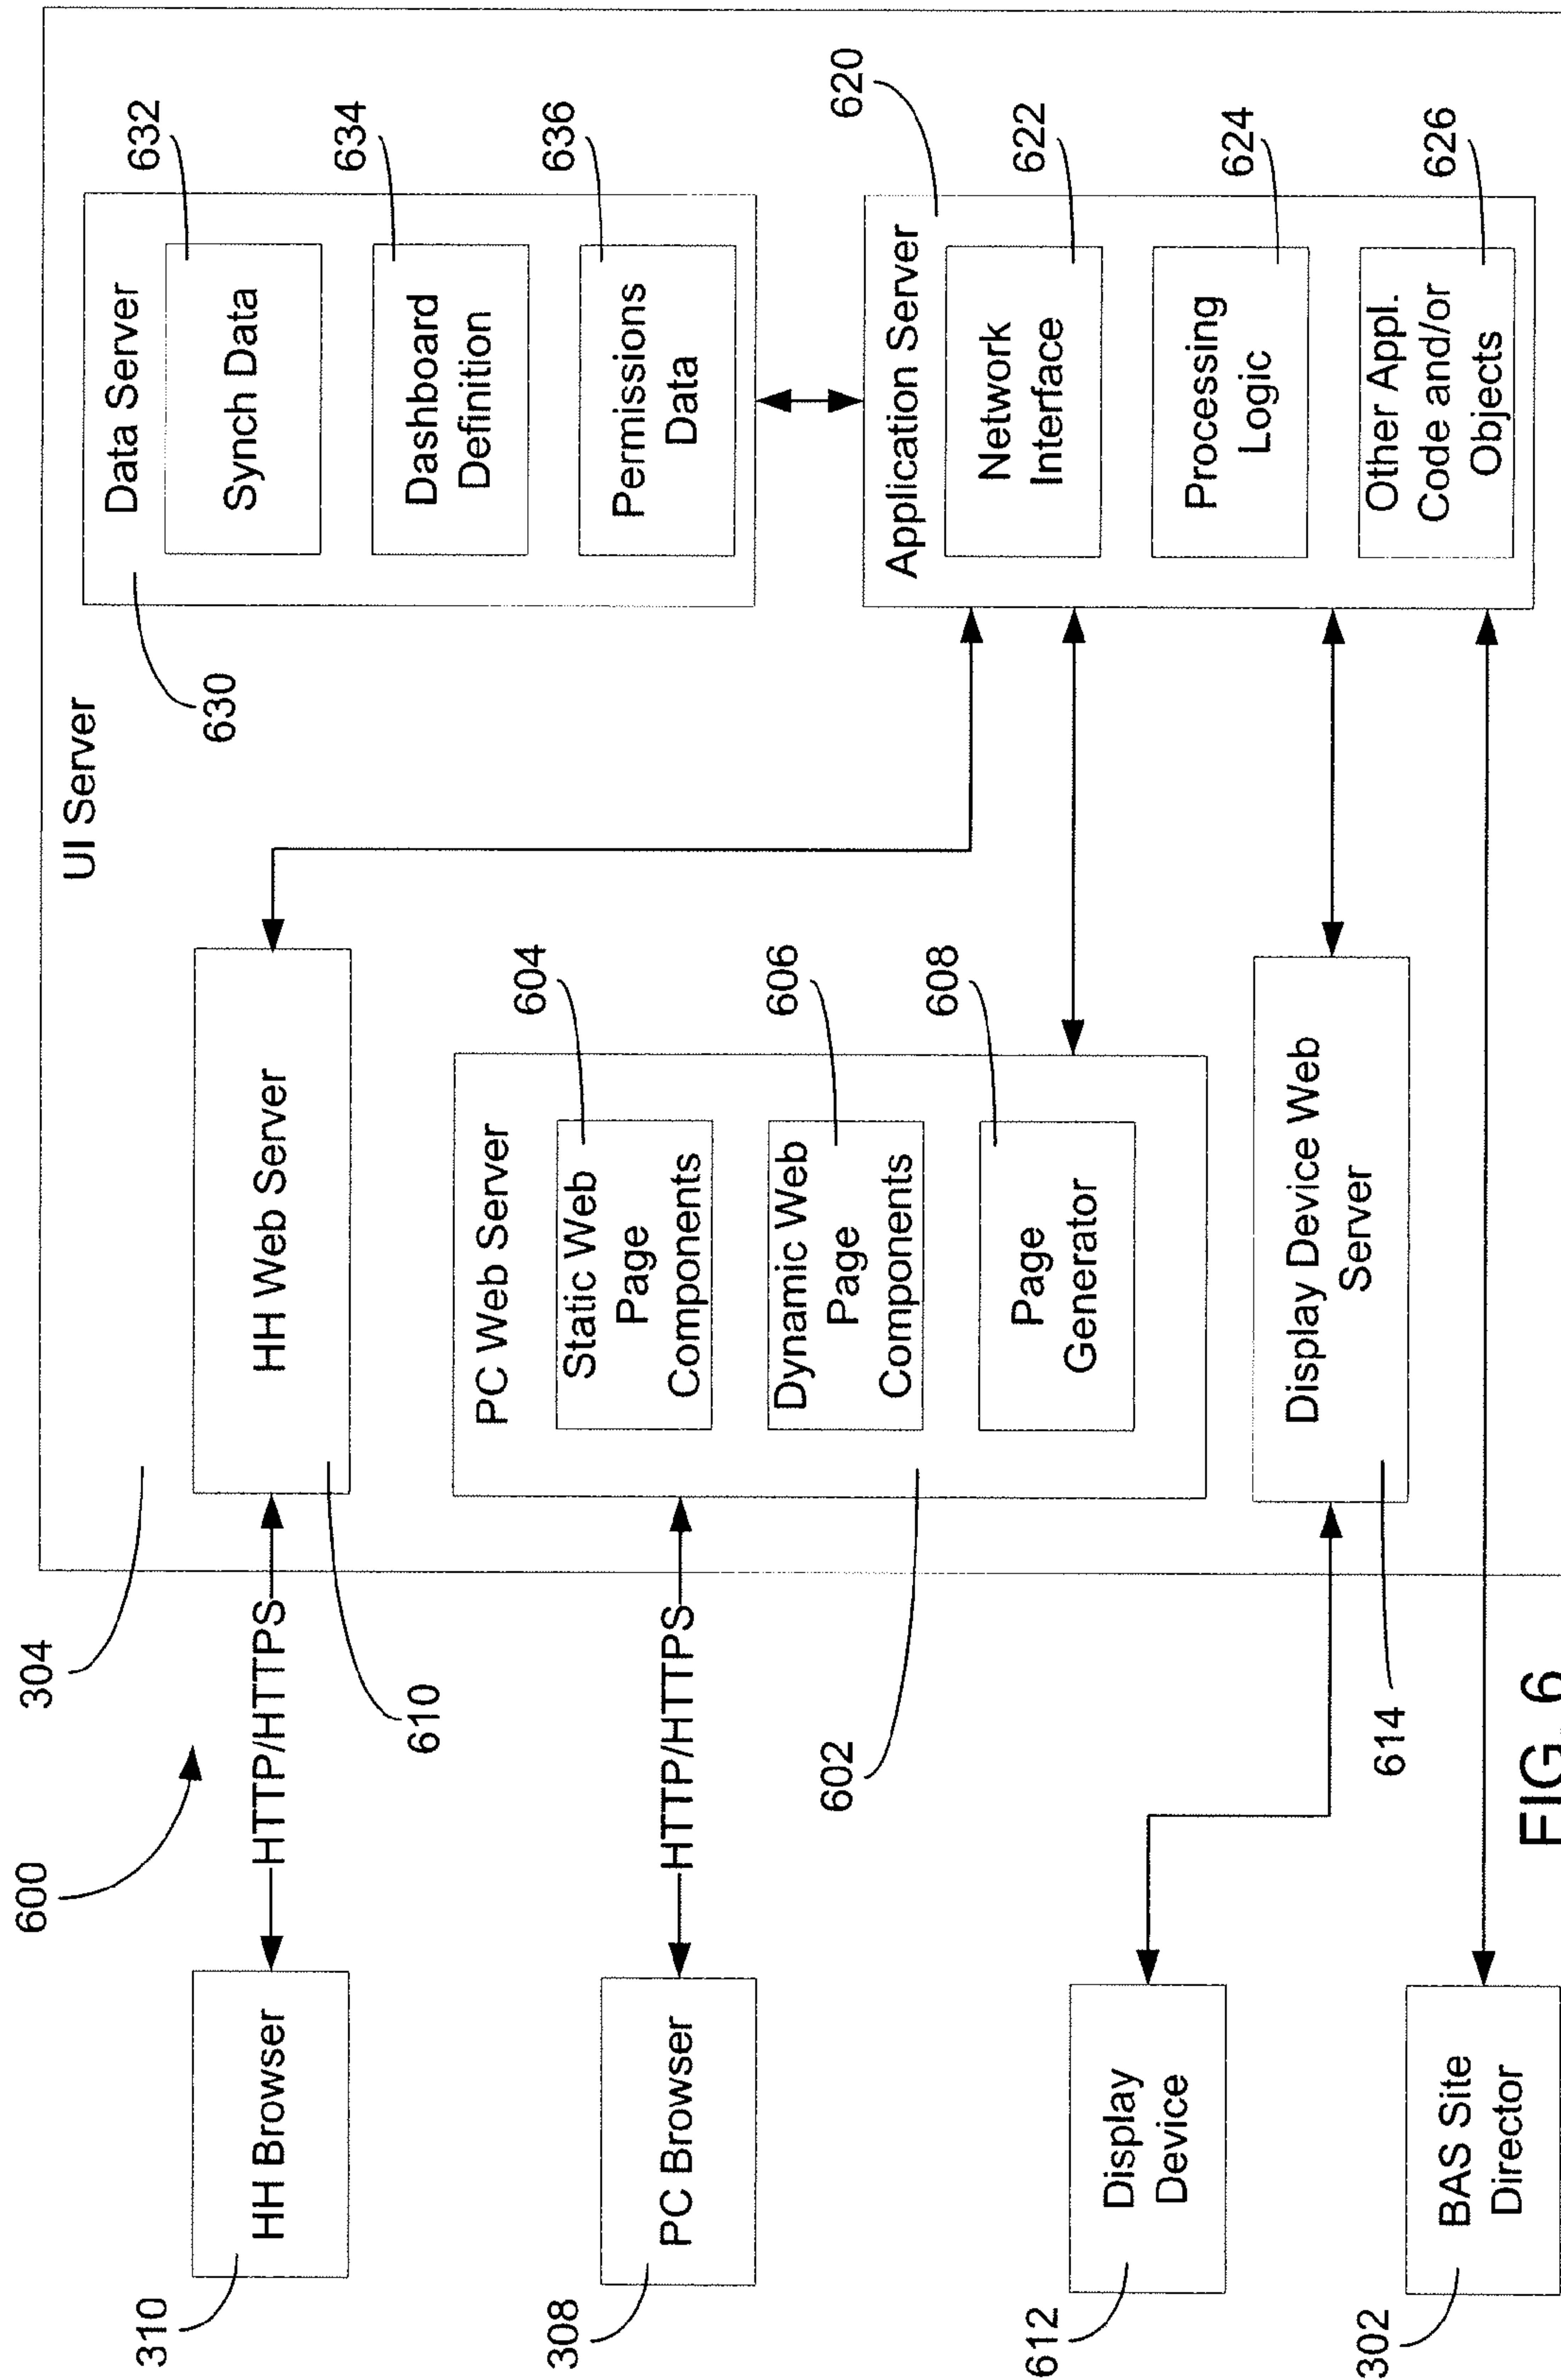 600
304
UI Server
310
HH Browser
HTTP/HTTPS
610
HH Web Server
308
PC Browser
HTTP/HTTPS
602
PC Web Server
604
Static Web
Page
Components
606
Dynamic Web
Page
Components
608
Page
Generator
612
Display
Device
614
Display Device Web
Server
302
BAS Site
Director
630
Data Server
632
Synch Data
634
Dashboard
Definition
636
Permissions
Data
620
Application Server
622
Network
Interface
624
Processing
Logic
626
Other Appl.
Code and/or
Objects
FIG. 6